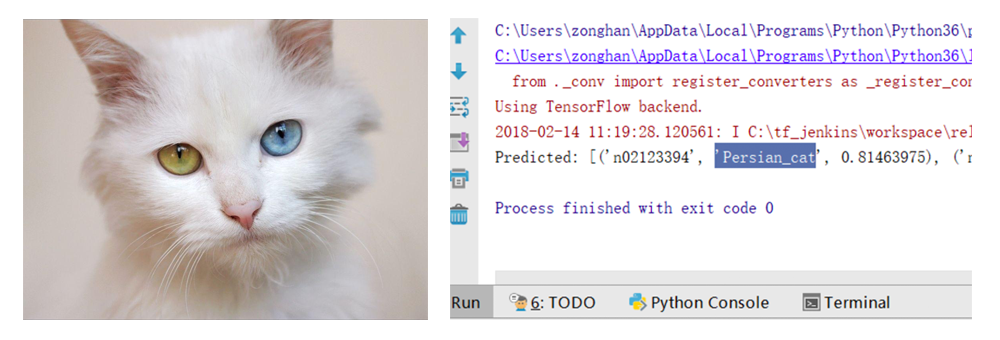 C:\Users\zonghan\AppData\Local\Programs\Python\Python36\p
C:\Users\zonghan\AppData\Local\Programs\Python\Python36\l
from ._conv import register_converters as _register_con
Using TensorFlow backend.
2018-02-14 11:19:28.120561: I C:\tf_jenkins\workspace\rel
Predicted: [('n02123394', 'Persian_cat', 0.81463975), ('n
Process finished with exit code 0
Run
6: TODO
Python Console
Terminal